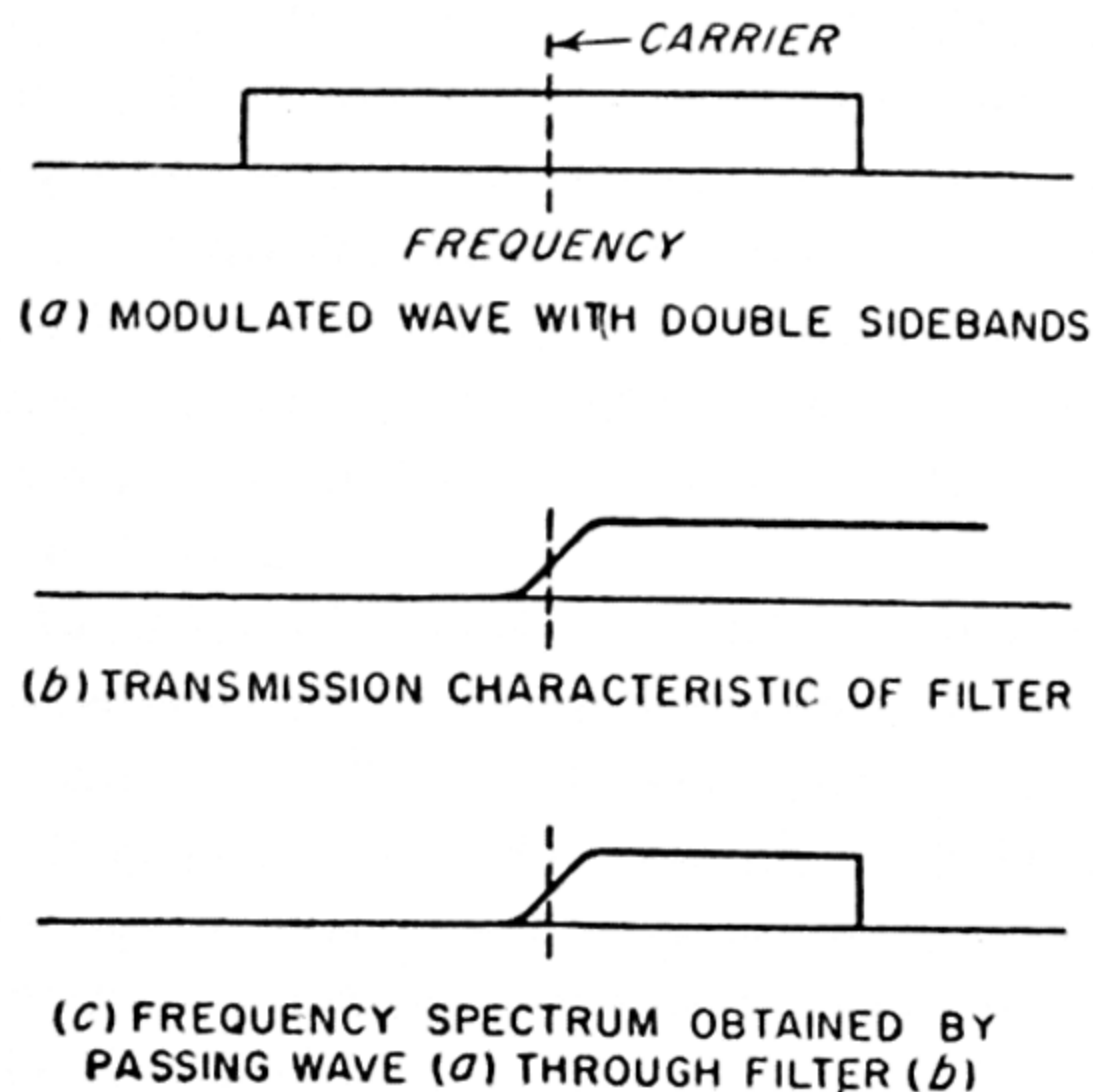 CARRIER
FREQUENCY
(a) MODULATED WAVE WITH DOUBLE SIDEBANDS
(b) TRANSMISSION CHARACTERISTIC OF FILTER
(c) FREQUENCY SPECTRUM OBTAINED BY
PASSING WAVE (a) THROUGH FILTER (b)